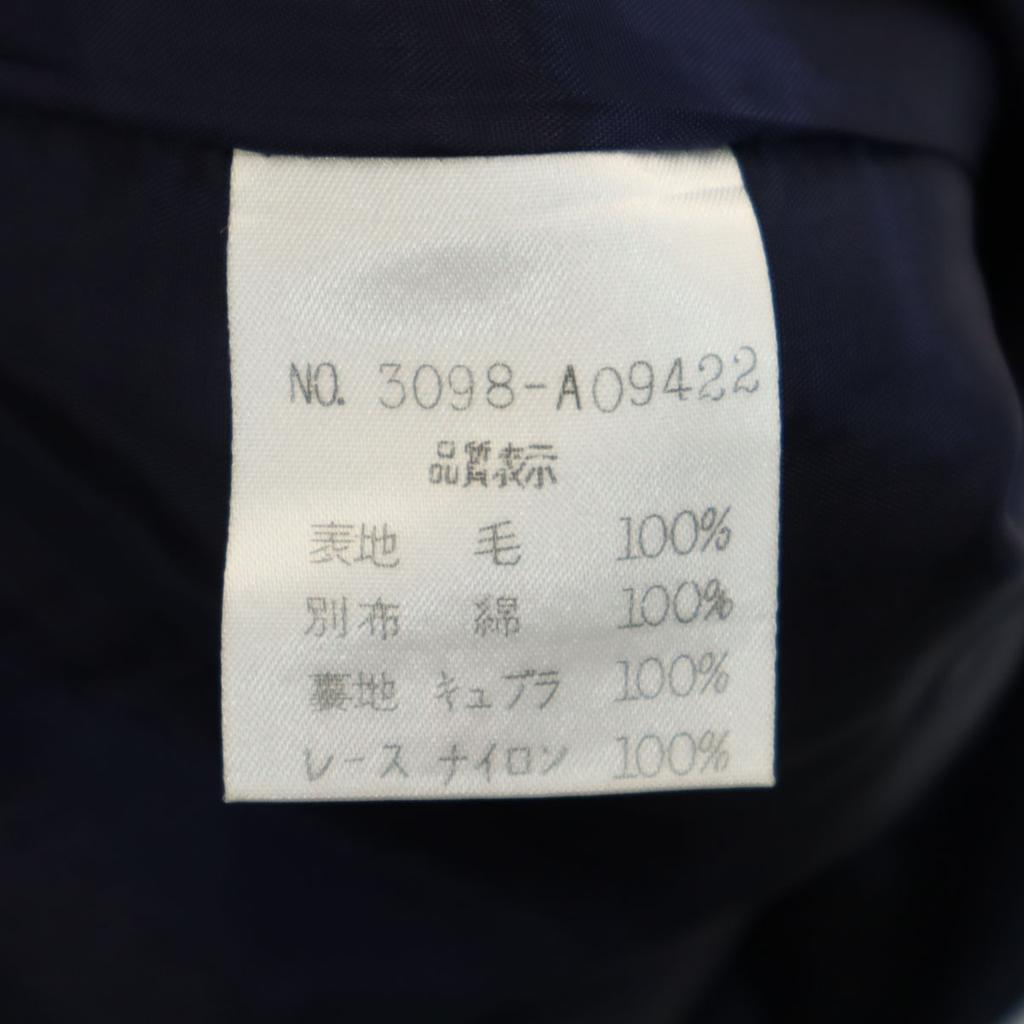 NO. 3098-A09422
品質表示
表地 毛 100%
別布 綿 100%
裏地 キュプラ 100%
レース ナイロン 100%